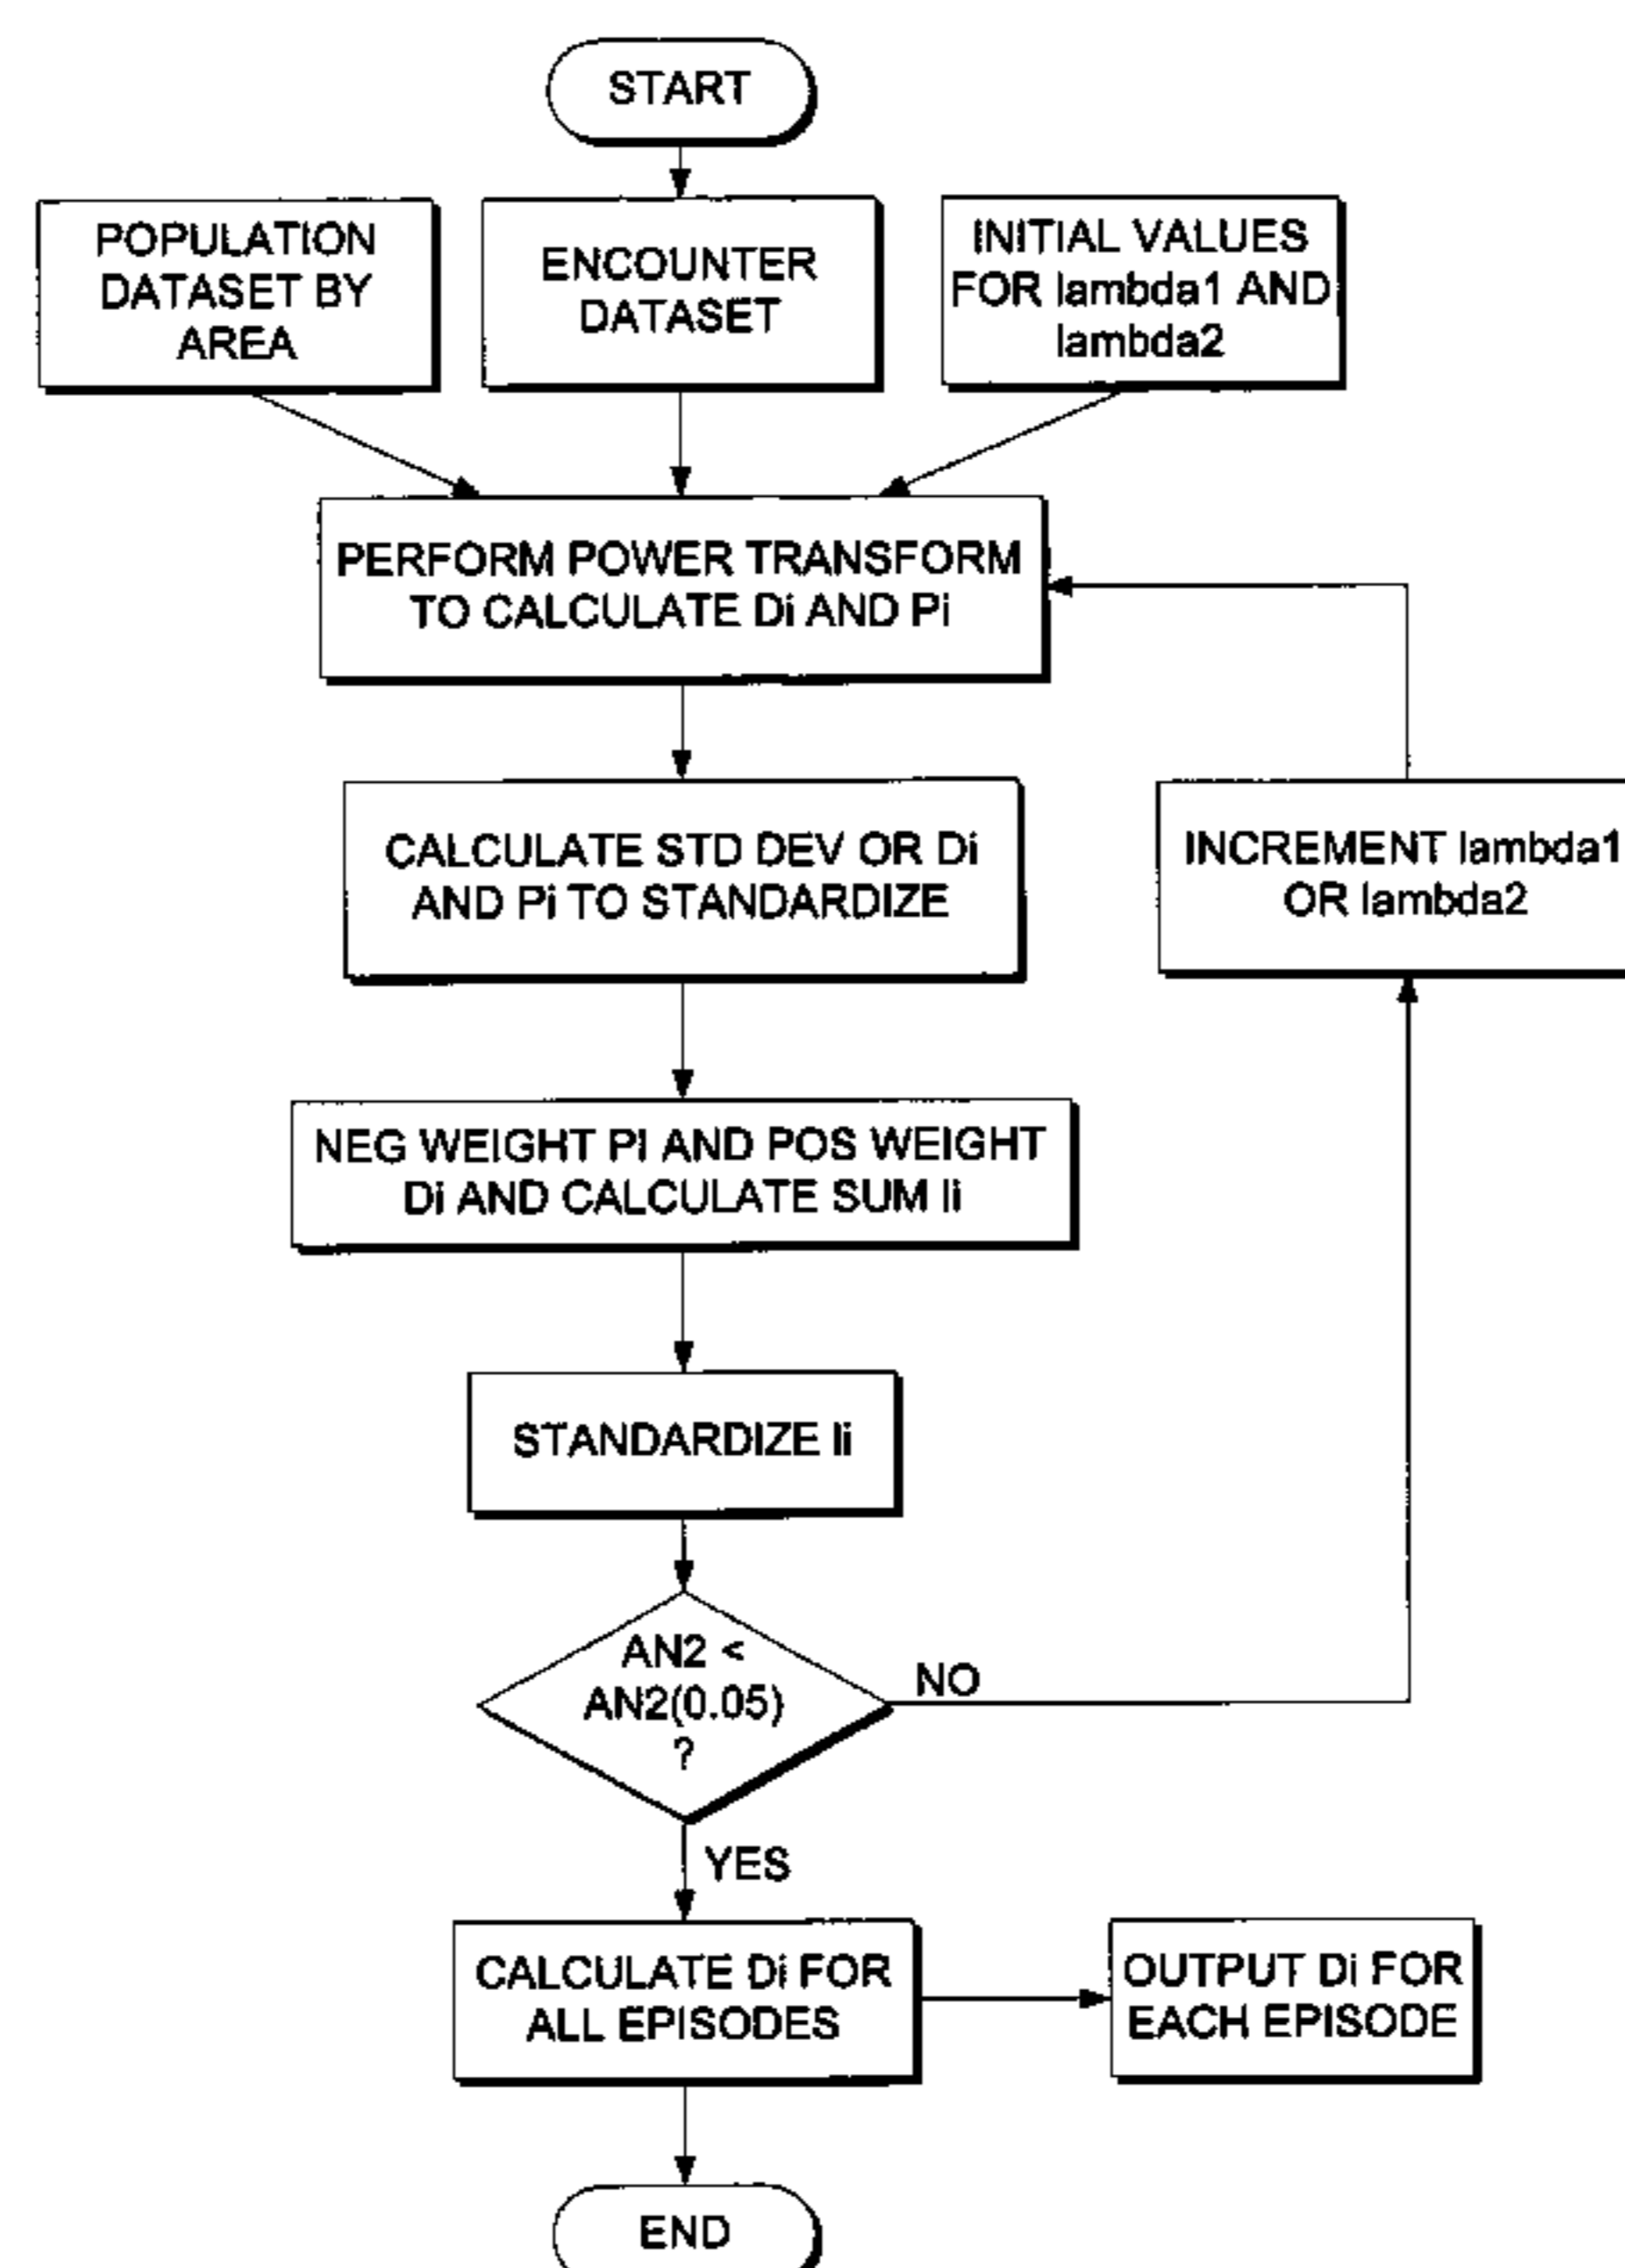 START
POPULATION
DATASET BY
AREA
ENCOUNTER
DATASET
INITIAL VALUES
FOR lambda1 AND
lambda2
PERFORM POWER TRANSFORM
TO CALCULATE Di AND Pi
CALCULATE STD DEV OR Di
AND Pi TO STANDARDIZE
INCREMENT lambda1
OR lambda2
NEG WEIGHT PI AND POS WEIGHT
Di AND CALCULATE SUM Ii
STANDARDIZE Ii
AN2 <
AN2(0.05)
?
NO
YES
CALCULATE Di FOR
ALL EPISODES
OUTPUT Di FOR
EACH EPISODE
END